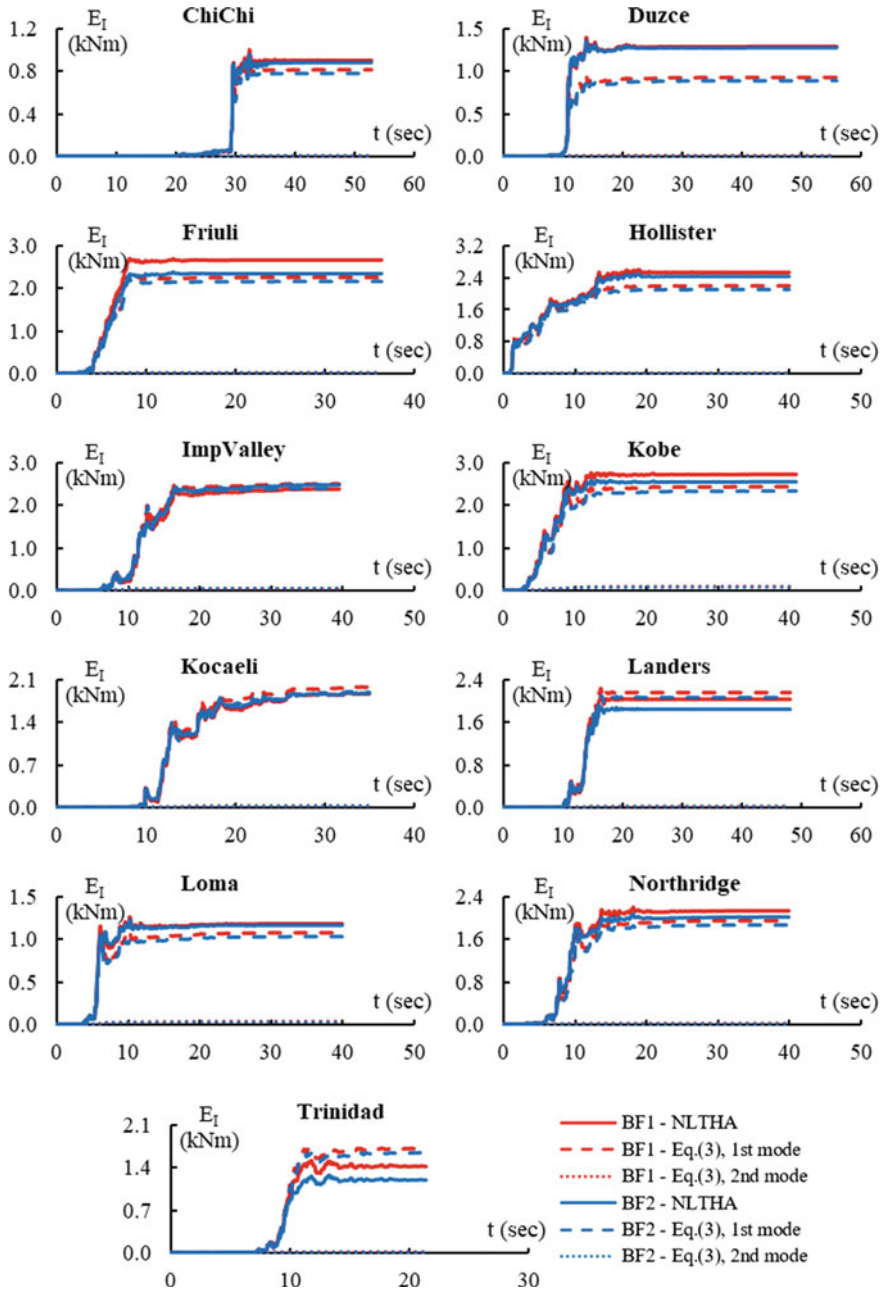 ChiChi
E_I
(kNm)
1.2
0.8
0.4
0.0
t (sec)
0 10 20 30 40 50 60
Duzce
E_I
(kNm)
1.5
1.0
0.5
0.0
t (sec)
0 10 20 30 40 50 60
Friuli
E_I
(kNm)
3.0
2.0
1.0
0.0
t (sec)
0 10 20 30 40
Hollister
E_I
(kNm)
3.2
2.4
1.6
0.8
0.0
t (sec)
0 10 20 30 40 50
ImpValley
E_I
(kNm)
3.0
2.0
1.0
0.0
t (sec)
0 10 20 30 40 50
Kobe
E_I
(kNm)
3.0
2.0
1.0
0.0
t (sec)
0 10 20 30 40 50
Kocaeli
E_I
(kNm)
2.1
1.4
0.7
0.0
t (sec)
0 10 20 30 40
Landers
E_I
(kNm)
2.4
1.6
0.8
0.0
t (sec)
0 10 20 30 40 50 60
Loma
E_I
(kNm)
1.5
1.0
0.5
0.0
t (sec)
0 10 20 30 40 50
Northridge
E_I
(kNm)
2.4
1.6
0.8
0.0
t (sec)
0 10 20 30 40 50
Trinidad
E_I
(kNm)
2.1
1.4
0.7
0.0
t (sec)
0 10 20 30
BF1 - NLTHA
BF1 - Eq.(3), 1st mode
BF1 - Eq.(3), 2nd mode
BF2 - NLTHA
BF2 - Eq.(3), 1st mode
BF2 - Eq.(3), 2nd mode